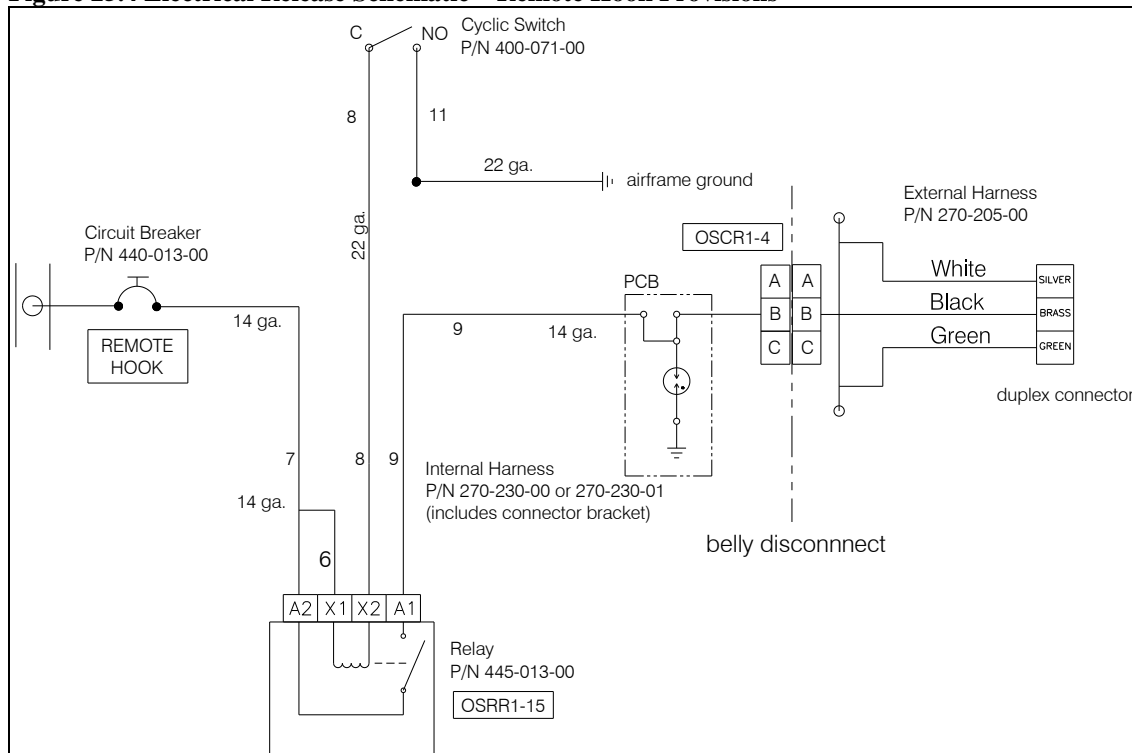 Electrical Release Schematic – Remote Hook Provisions
C
NO
Cyclic Switch
P/N 400-071-00
8
11
22 ga.
airframe ground
22 ga.
External Harness
P/N 270-205-00
Circuit Breaker
P/N 440-013-00
OSCR1-4
PCB
A A
B B
C C
White
Black
Green
SILVER
BRASS
GREEN
duplex connector
14 ga.
REMOTE
HOOK
9
14 ga.
7
8
9
14 ga.
6
Internal Harness
P/N 270-230-00 or 270-230-01
(includes connector bracket)
belly disconnnect
A2 X1 X2 A1
Relay
P/N 445-013-00
OSRR1-15